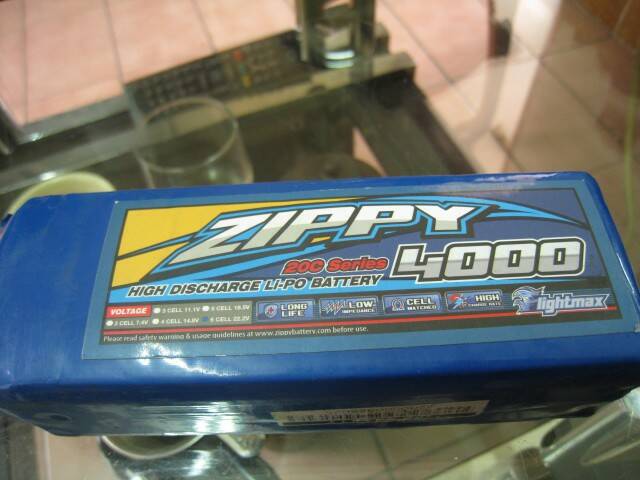 ZIPPY
20C Series 4000
HIGH DISCHARGE LI-PO BATTERY
VOLTAGE 3 CELL 11.1V 5 CELL 18.5V
2 CELL 7.4V 4 CELL 14.8V 6 CELL 22.2V
LONG LIFE LOW IMPEDANCE CELL MATCHED HIGH CHARGE RATE lightmax
Please read safety warning & usage guidelines at www.zippybattery.com before use.